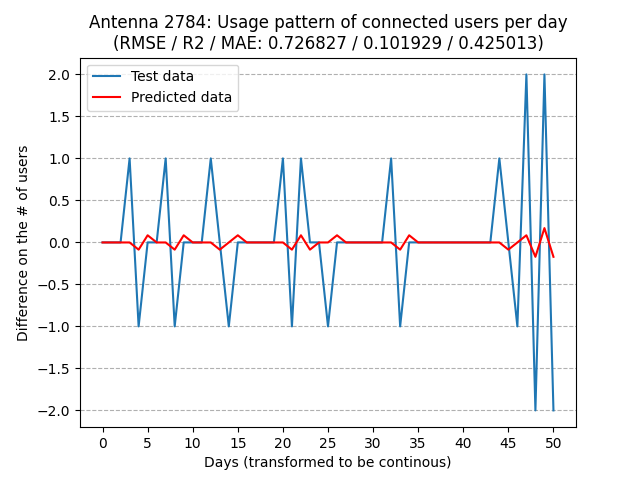 Antenna 2784: Usage pattern of connected users per day
(RMSE / R2 / MAE: 0.726827 / 0.101929 / 0.425013)
Test data
Predicted data
Difference on the # of users
2.0
1.5
1.0
0.5
0.0
−0.5
−1.0
−1.5
−2.0
0 5 10 15 20 25 30 35 40 45 50
Days (transformed to be continous)